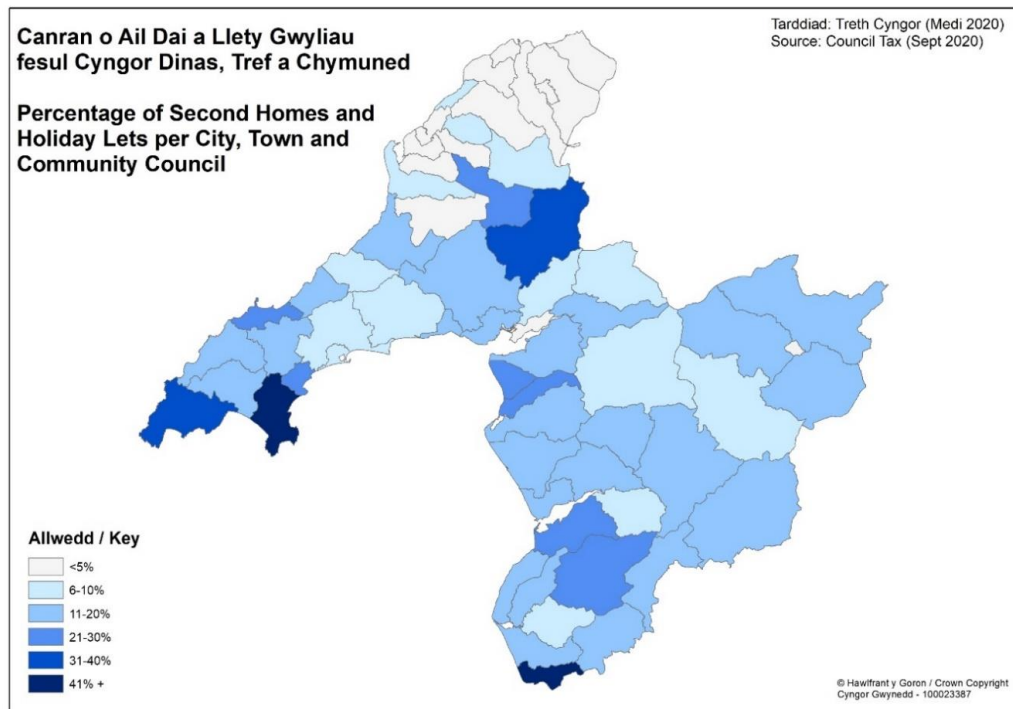 Canran o Ail Dai a Llety Gwyliau
fesul Cyngor Dinas, Tref a Chymuned
Percentage of Second Homes and
Holiday Lets per City, Town and
Community Council
Tarddiad: Treth Cyngor (Medi 2020)
Source: Council Tax (Sept 2020)
Allwedd / Key
<5%
6-10%
11-20%
21-30%
31-40%
41% +
© Hawlfrant y Goron / Crown Copyright
Cyngor Gwynedd - 100023387